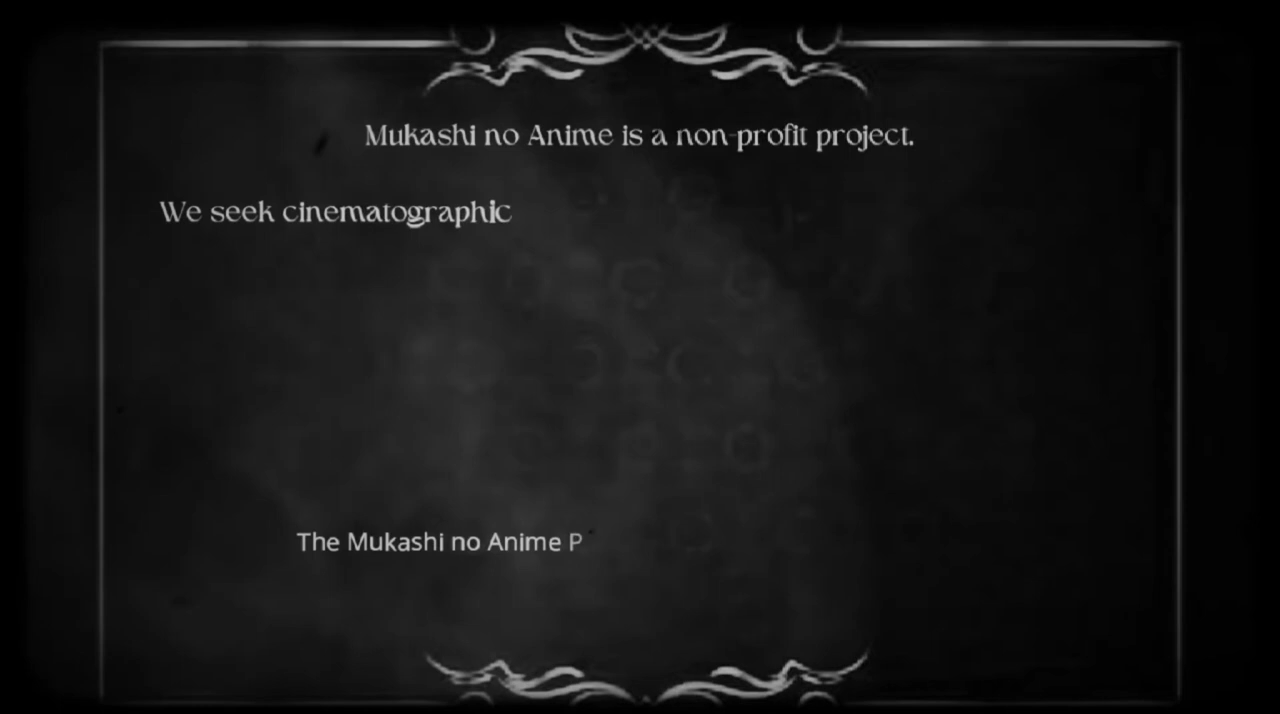 Mukashi no Anime is a non-profit project.
We seek cinematographic
The Mukashi no Anime P